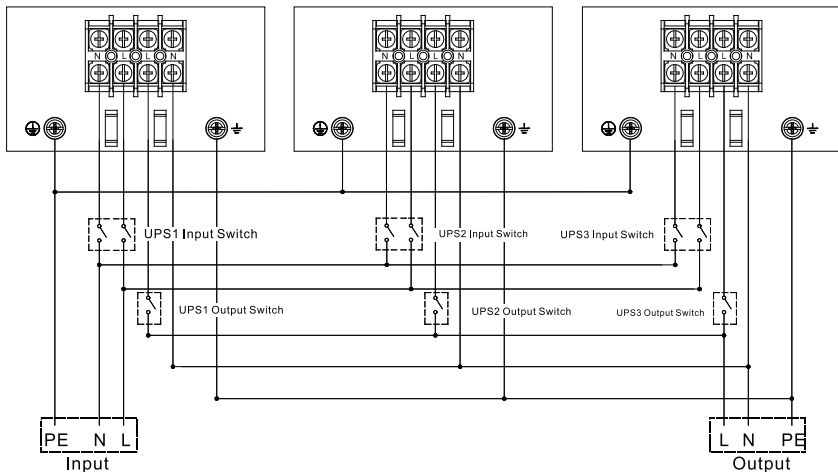 N L L N
N L L N
N L L N
UPS1 Input Switch
UPS2 Input Switch
UPS3 Input Switch
UPS1 Output Switch
UPS2 Output Switch
UPS3 Output Switch
PE N L
L N PE
Input
Output